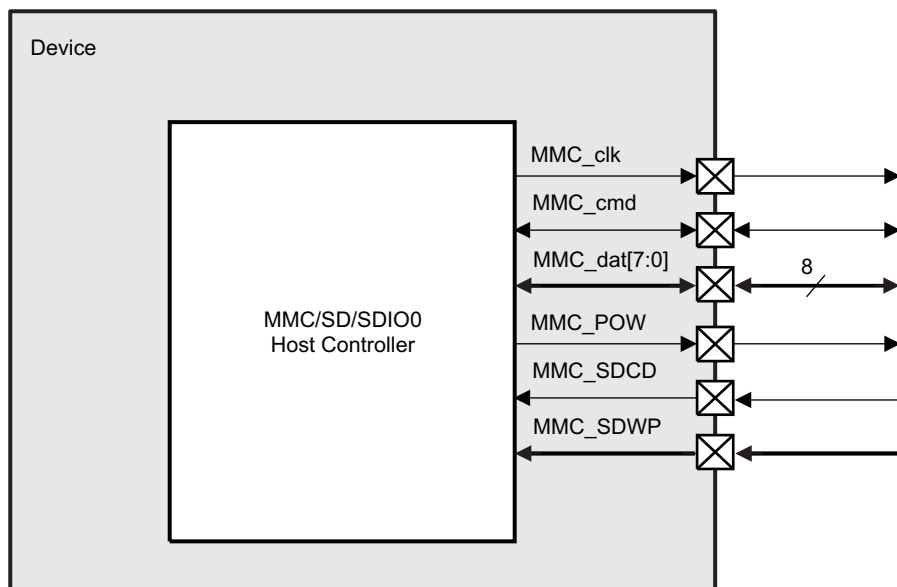 Device
MMC_clk
MMC_cmd
MMC_dat[7:0]
8
MMC/SD/SDIO0
Host Controller
MMC_POW
MMC_SDCD
MMC_SDWP